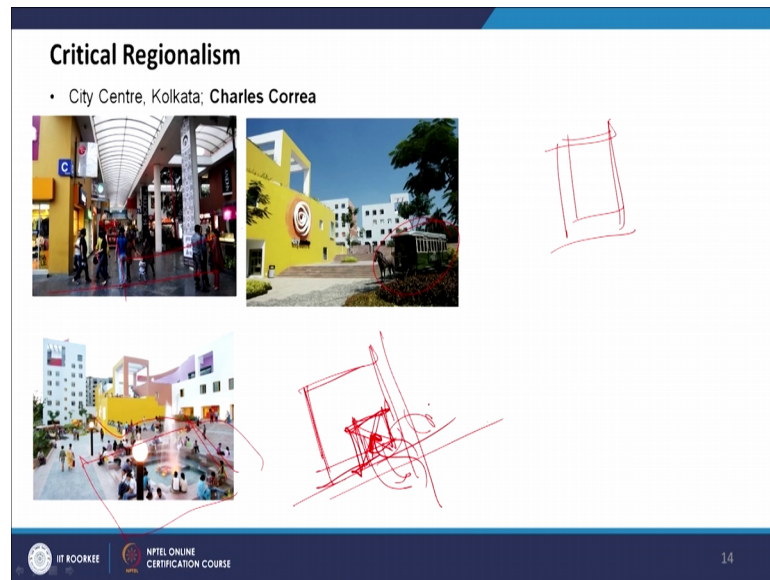 Critical Regionalism
• City Centre, Kolkata; Charles Correa
C
IIT ROORKEE
NPTEL ONLINE
CERTIFICATION COURSE
14